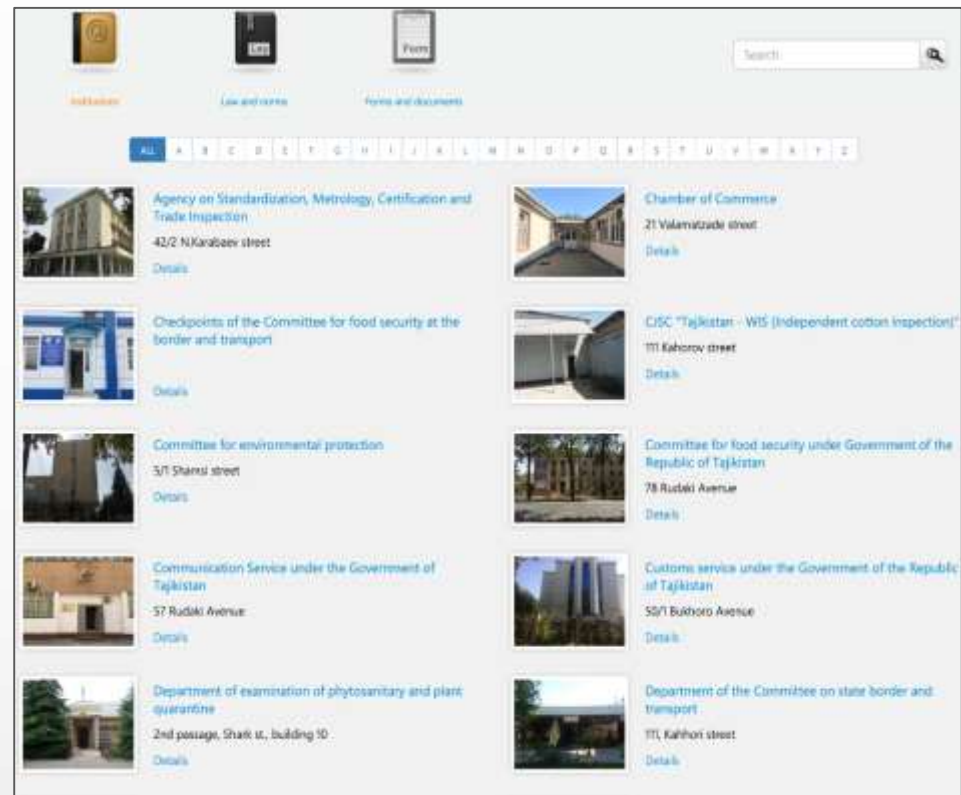 Law
Form
Search
Institutions
Law and norms
Forms and documents
ALL A B C D E F G H I J K L M N O P Q R S T U V W X Y Z
Agency on Standardization, Metrology, Certification and
Trade Inspection
42/2 N.Karabaev street
Details
Chamber of Commerce
21 Valamatzade street
Details
Checkpoints of the Committee for food security at the
border and transport
Details
CJSC "Tajikistan - WIS (Independent cotton inspection)"
111 Kahorov street
Details
Committee for environmental protection
5/1 Shamsi street
Details
Committee for food security under Government of the
Republic of Tajikistan
78 Rudaki Avenue
Details
Communication Service under the Government of
Tajikistan
57 Rudaki Avenue
Details
Customs service under the Government of the Republic
of Tajikistan
50/1 Bukhoro Avenue
Details
Department of examination of phytosanitary and plant
quarantine
2nd passage, Shark st., building 10
Details
Department of the Committee on state border and
transport
111, Kahhori street
Details